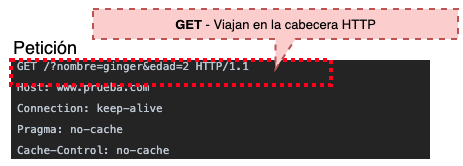 GET - Viajan en la cabecera HTTP
Petición
GET /?nombre=ginger&edad=2 HTTP/1.1
Host: www.prueba.com
Connection: keep-alive
Pragma: no-cache
Cache-Control: no-cache